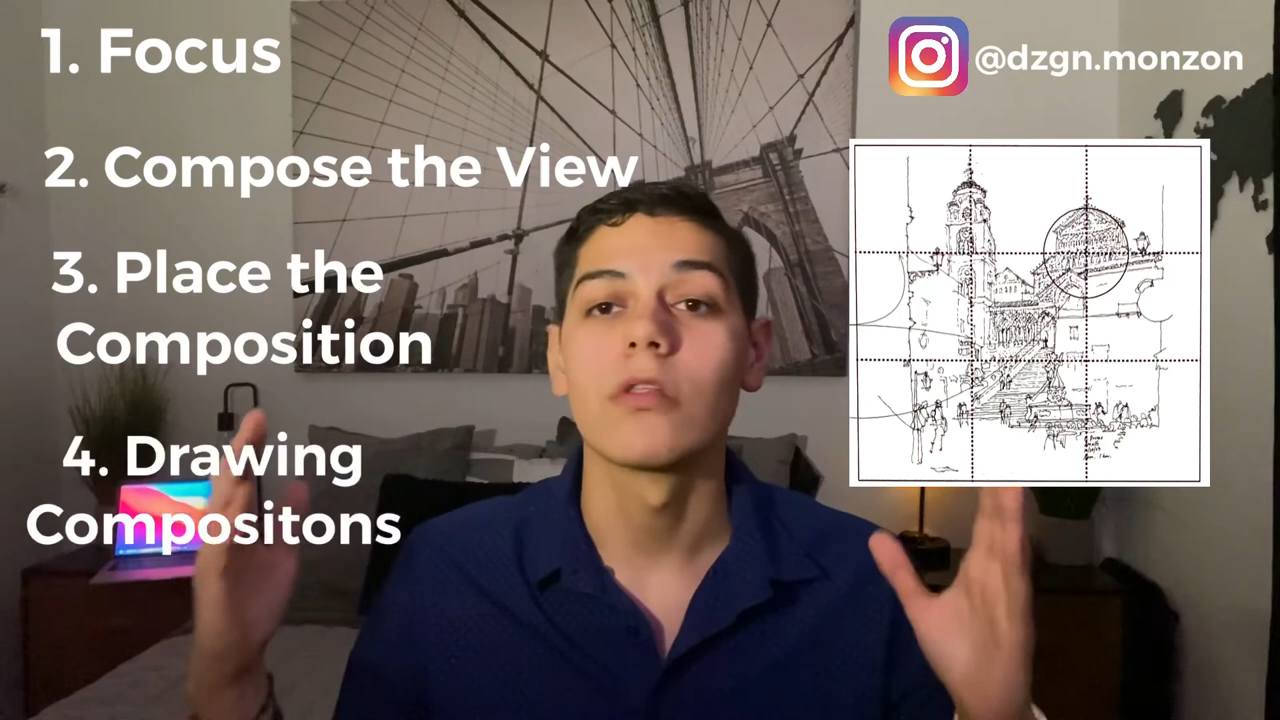 1. Focus
@dzgn.monzon
2. Compose the View
3. Place the
Composition
4. Drawing
Compositons